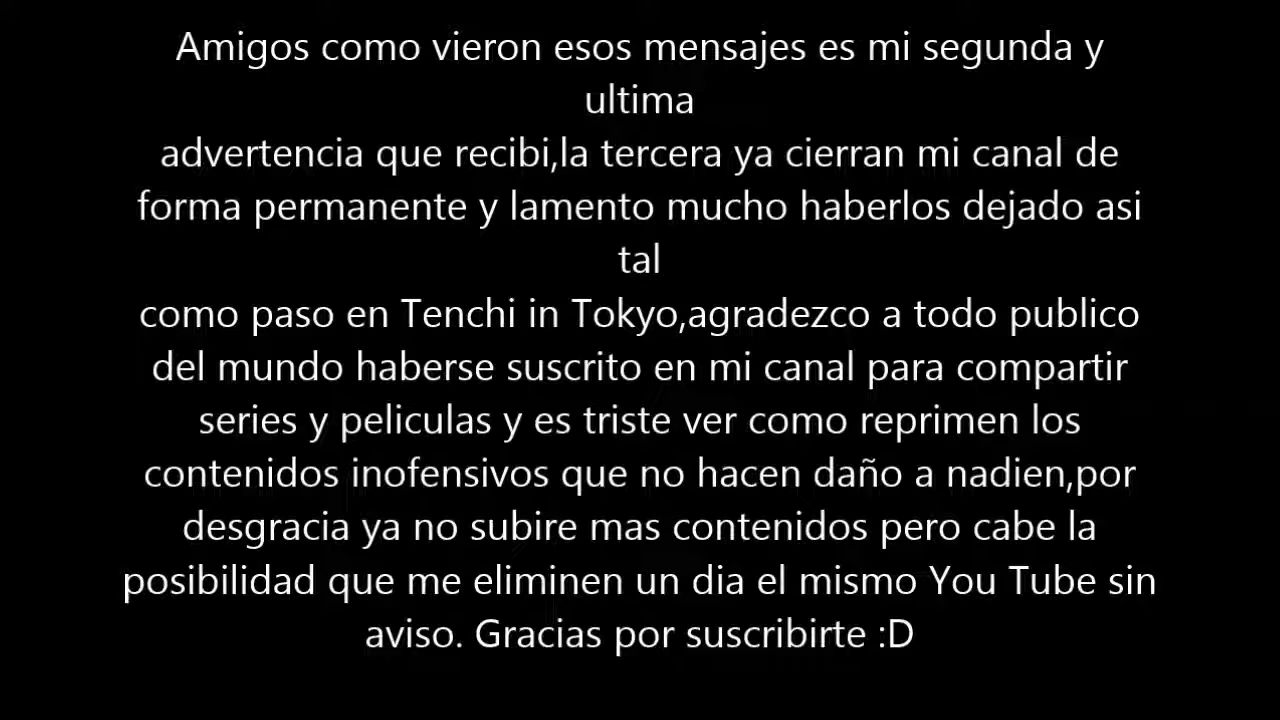 Amigos como vieron esos mensajes es mi segunda y
ultima
advertencia que recibi,la tercera ya cierran mi canal de
forma permanente y lamento mucho haberlos dejado asi
tal
como paso en Tenchi in Tokyo,agradezco a todo publico
del mundo haberse suscrito en mi canal para compartir
series y peliculas y es triste ver como reprimen los
contenidos inofensivos que no hacen daño a nadien,por
desgracia ya no subire mas contenidos pero cabe la
posibilidad que me eliminen un dia el mismo You Tube sin
aviso. Gracias por suscribirte :D